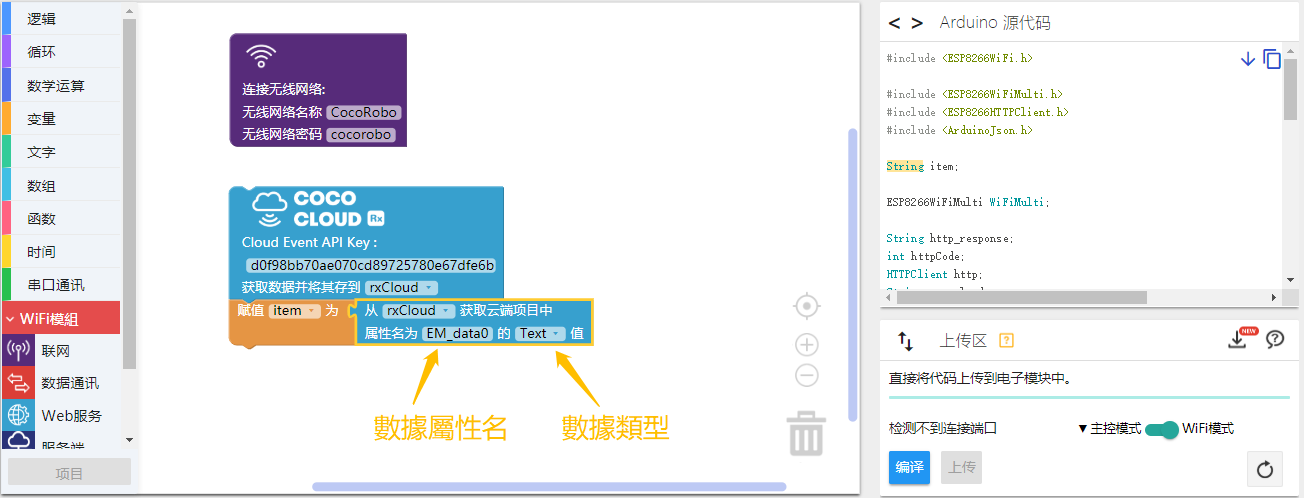 逻辑
循环
数学运算
变量
文字
数组
函数
时间
串口通讯
WiFi模組
联网
数据通讯
Web服务
服务端
项目
连接无线网络:
无线网络名称 CocoRobo
无线网络密码 cocorobo
COCO
CLOUD Rx
Cloud Event API Key :
d0f98bb70ae070cd89725780e67dfe6b
获取数据并将其存到 rxCloud
赋值 item 为 从 rxCloud 获取云端项目中
属性名为 EM_data0 的 Text 值
數據屬性名 數據類型
< > Arduino 源代码
#include <ESP8266WiFi.h>
#include <ESP8266WiFiMulti.h>
#include <ESP8266HTTPClient.h>
#include <ArduinoJson.h>
String item;
ESP8266WiFiMulti WiFiMulti;
String http_response;
int httpCode;
HTTPClient http;
上传区 ?
NEW
直接将代码上传到电子模块中。
检测不到连接端口 ▼主控模式 WiFi模式
编译 上传